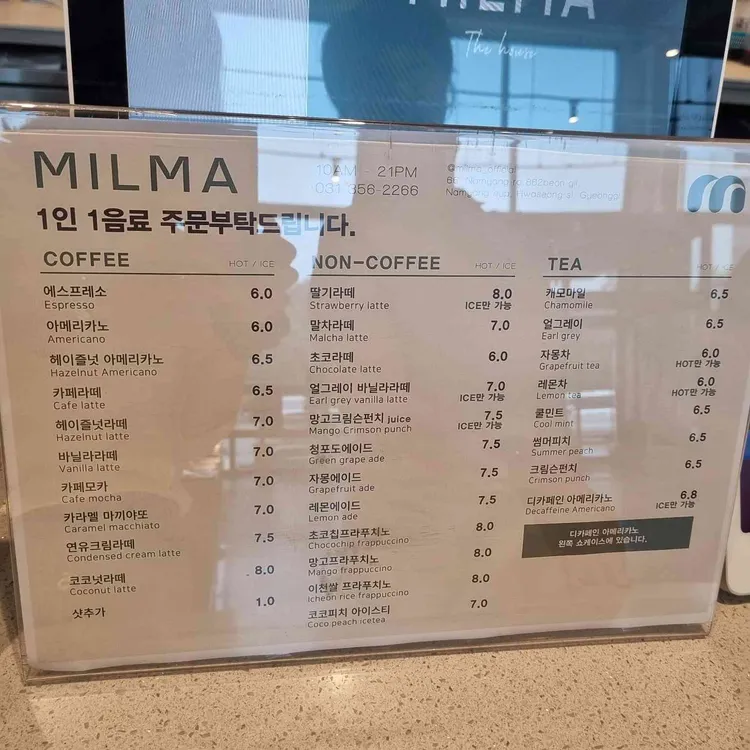 MILMA
The house
MILMA
10AM - 21PM
031 356-2266
@milma_official
1인 1음료 주문부탁드립니다.
COFFEE
HOT / ICE
에스프레소 6.0
Espresso
아메리카노 6.0
Americano
헤이즐넛 아메리카노 6.5
Hazelnut Americano
카페라떼 6.5
Cafe latte
헤이즐넛라떼 7.0
Hazelnut latte
바닐라라떼 7.0
Vanilla latte
카페모카 7.0
Cafe mocha
카라멜 마끼야또 7.0
Caramel macchiato
연유크림라떼 7.5
Condensed cream latte
코코넛라떼 8.0
Coconut latte
샷추가 1.0
NON-COFFEE
HOT / ICE
딸기라떼 8.0
Strawberry latte ICE만 가능
말차라떼 7.0
Malcha latte
초코라떼 6.0
Chocolate latte
얼그레이 바닐라라떼 7.0
Earl grey vanilla latte ICE만 가능
망고크림슨펀치 juice 7.5
Mango Crimson punch ICE만 가능
청포도에이드 7.5
Green grape ade
자몽에이드 7.5
Grapefruit ade
레몬에이드 7.5
Lemon ade
초코칩프라푸치노 8.0
Chocochip frappuccino
망고프라푸치노 8.0
Mango frappuccino
이천쌀 프라푸치노 8.0
Icheon rice frappuccino
코코피치 아이스티 7.0
Coco peach icetea
TEA
HOT / ICE
캐모마일 6.5
Chamomile
얼그레이 6.5
Earl grey
자몽차 6.0
Grapefruit tea HOT만 가능
레몬차 6.0
Lemon tea HOT만 가능
쿨민트 6.5
Cool mint
썸머피치 6.5
Summer peach
크림슨펀치 6.5
Crimson punch
디카페인 아메리카노 6.8
Decaffeine Americano ICE만 가능
디카페인 아메리카노
왼쪽 쇼케이스에 있습니다.